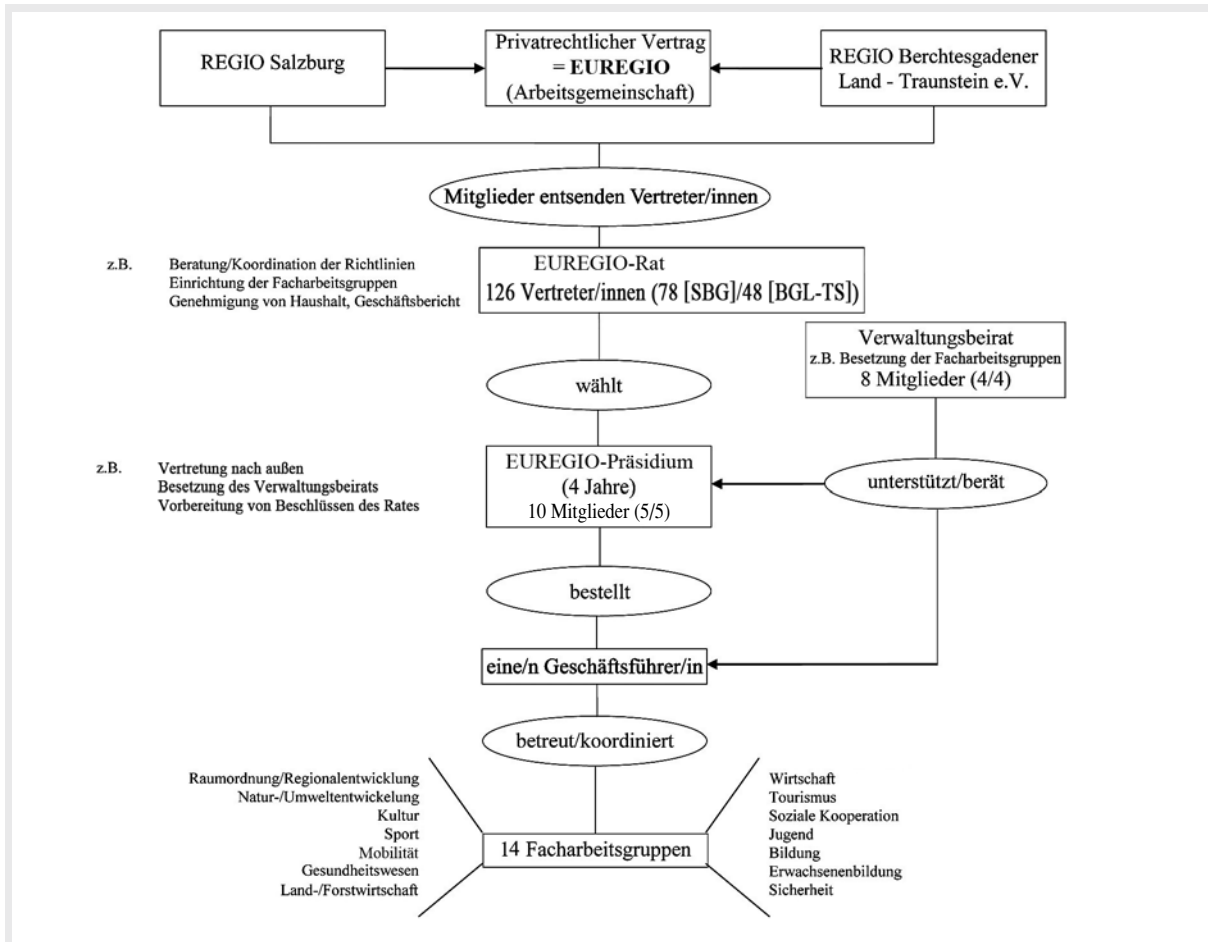 REGIO Salzburg
Privatrechtlicher Vertrag
= EUREGIO
(Arbeitsgemeinschaft)
REGIO Berchtesgadener
Land - Traunstein e.V.
Mitglieder entsenden Vertreter/innen
z.B. Beratung/Koordination der Richtlinien
Einrichtung der Facharbeitsgruppen
Genehmigung von Haushalt, Geschäftsbericht
EUREGIO-Rat
126 Vertreter/innen (78 [SBG]/48 [BGL-TS])
Verwaltungsbeirat
z.B. Besetzung der Facharbeitsgruppen
8 Mitglieder (4/4)
wählt
z.B. Vertretung nach außen
Besetzung des Verwaltungsbeirats
Vorbereitung von Beschlüssen des Rates
EUREGIO-Präsidium
(4 Jahre)
10 Mitglieder (5/5)
unterstützt/berät
bestellt
eine/n Geschäftsführer/in
betreut/koordiniert
Raumordnung/Regionalentwicklung
Natur-/Umweltentwickelung
Kultur
Sport
Mobilität
Gesundheitswesen
Land-/Forstwirtschaft
14 Facharbeitsgruppen
Wirtschaft
Tourismus
Soziale Kooperation
Jugend
Bildung
Erwachsenenbildung
Sicherheit